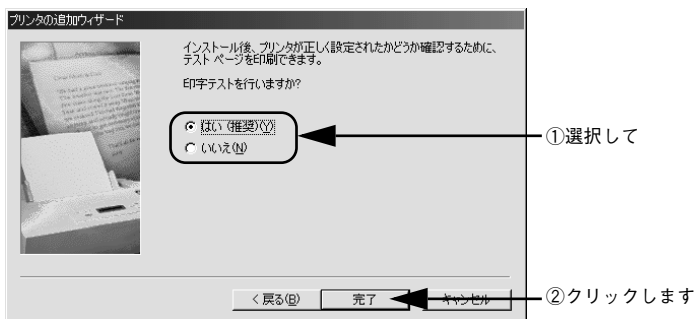 プリンタの追加ウィザード
インストール後、プリンタが正しく設定されたかどうか確認するために、
テスト ページを印刷できます。
印字テストを行いますか?
はい (推奨)(Y)
①選択して
いいえ(N)
< 戻る(B)
完了
キャンセル
②クリックします